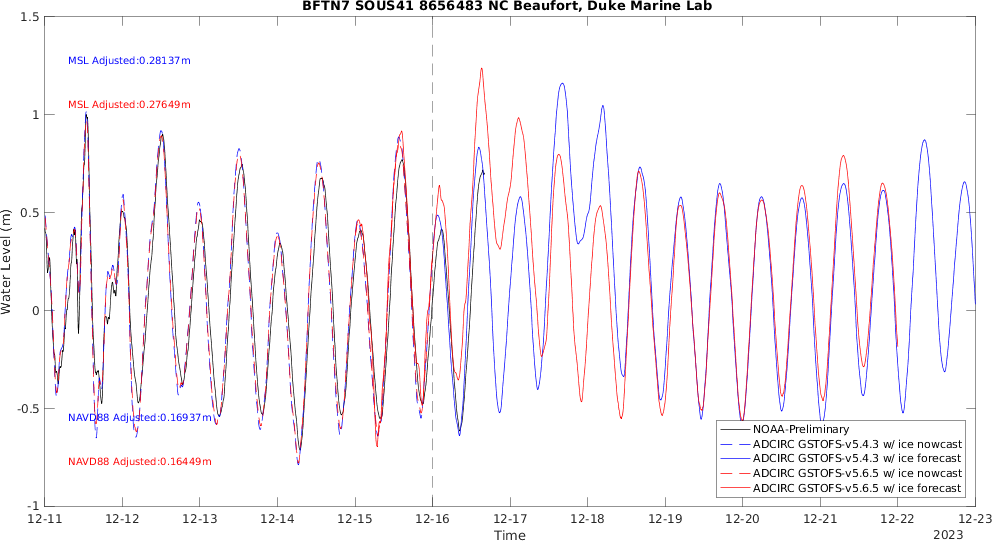 BFTN7 SOUS41 8656483 NC Beaufort, Duke Marine Lab
1.5
1
0.5
0
-0.5
-1
Water Level (m)
MSL Adjusted:0.28137m
MSL Adjusted:0.27649m
NAVD88 Adjusted:0.16937m
NAVD88 Adjusted:0.16449m
NOAA-Preliminary
ADCIRC GSTOFS-v5.4.3 w/ ice nowcast
ADCIRC GSTOFS-v5.4.3 w/ ice forecast
ADCIRC GSTOFS-v5.6.5 w/ ice nowcast
ADCIRC GSTOFS-v5.6.5 w/ ice forecast
12-11 12-12 12-13 12-14 12-15 12-16 12-17 12-18 12-19 12-20 12-21 12-22 12-23
Time
2023